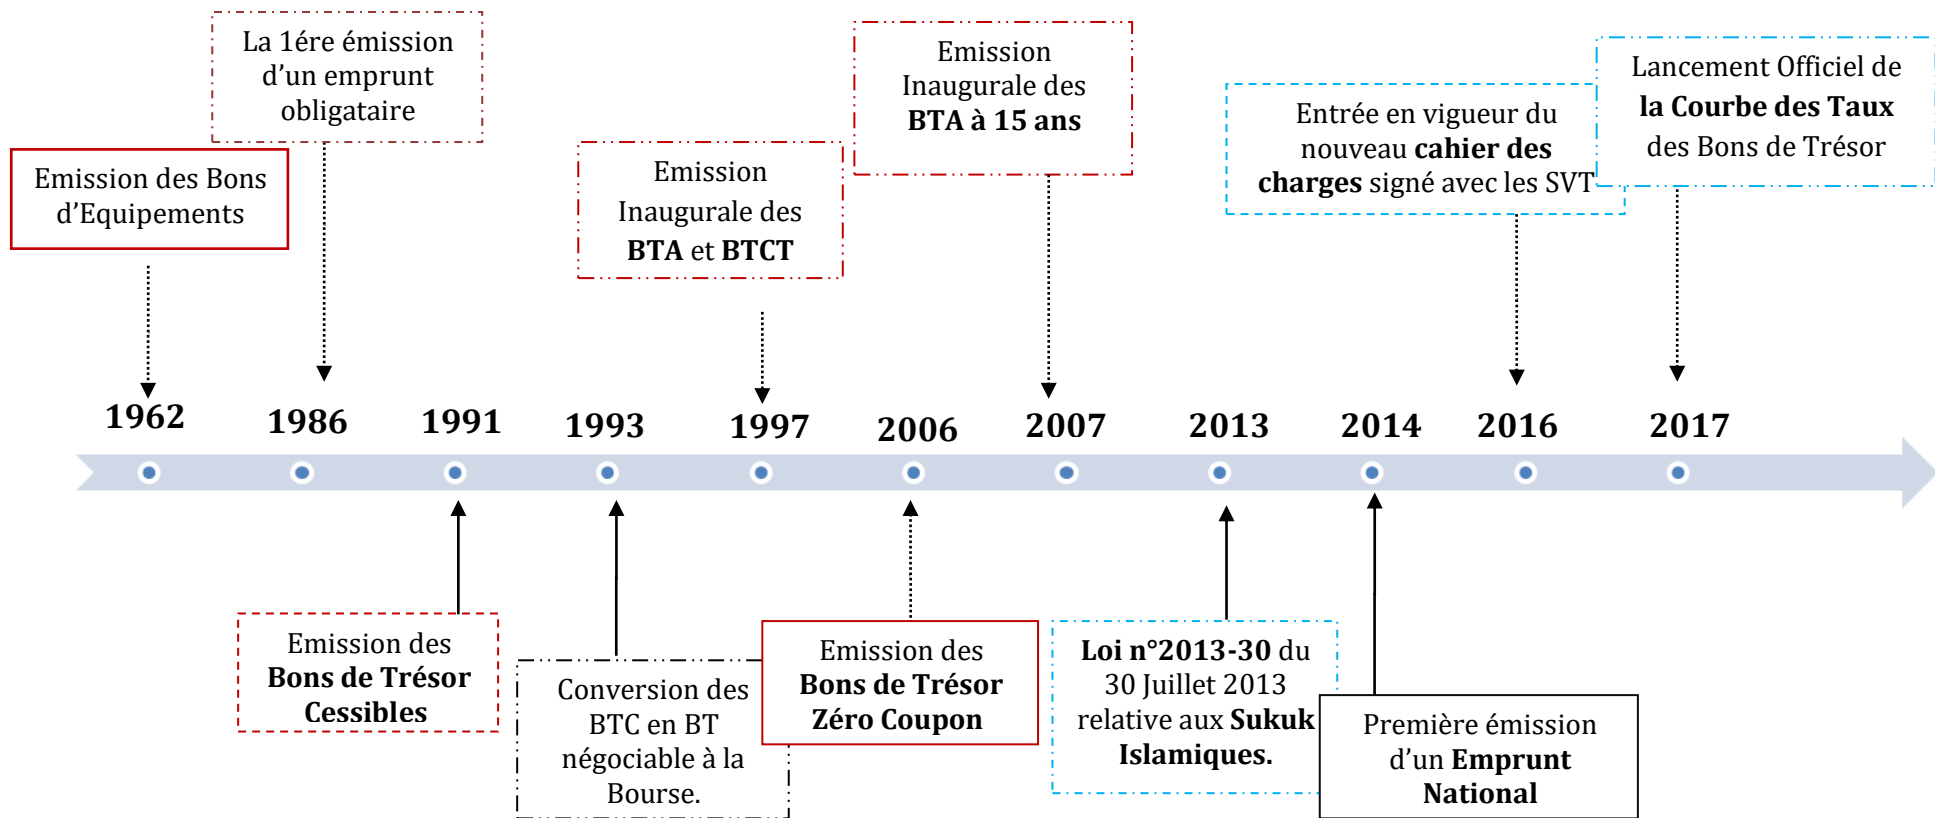 La 1ére émission
d’un emprunt
obligataire
Emission des Bons
d’Equipements
Emission
Inaugurale des
BTA et BTCT
Emission
Inaugurale des
BTA à 15 ans
Entrée en vigueur du
nouveau cahier des
charges signé avec les SVT
Lancement Officiel de
la Courbe des Taux
des Bons de Trésor
1962
1986
1991
1993
1997
2006
2007
2013
2014
2016
2017
Emission des
Bons de Trésor
Cessibles
Conversion des
BTC en BT
négociable à la
Bourse.
Emission des
Bons de Trésor
Zéro Coupon
Loi n°2013-30 du
30 Juillet 2013
relative aux Sukuk
Islamiques.
Première émission
d’un Emprunt
National